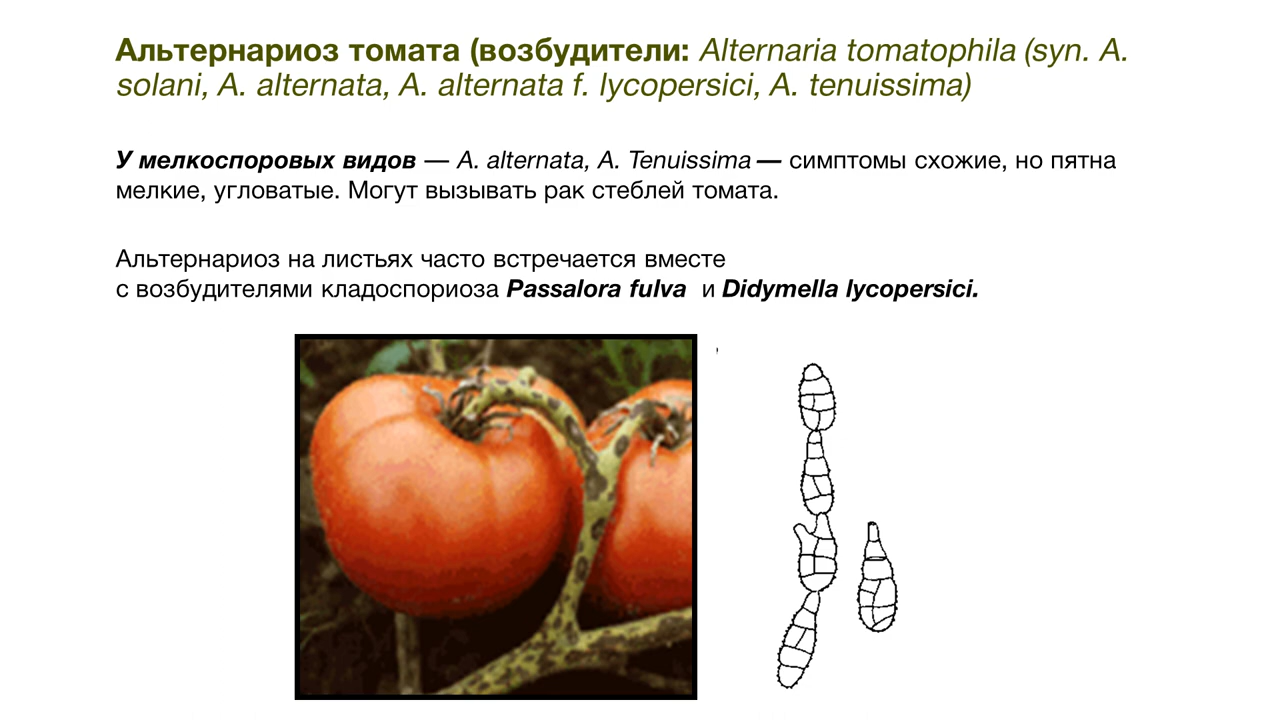 Альтернариоз томата (возбудители: Alternaria tomatophila (syn. A.
solani, A. alternata, A. alternata f. lycopersici, A. tenuissima)
У мелкоспоровых видов — A. alternata, A. Tenuissima — симптомы схожие, но пятна
мелкие, угловатые. Могут вызывать рак стеблей томата.
Альтернариоз на листьях часто встречается вместе
с возбудителями кладоспориоза Passalora fulva и Didymella lycopersici.